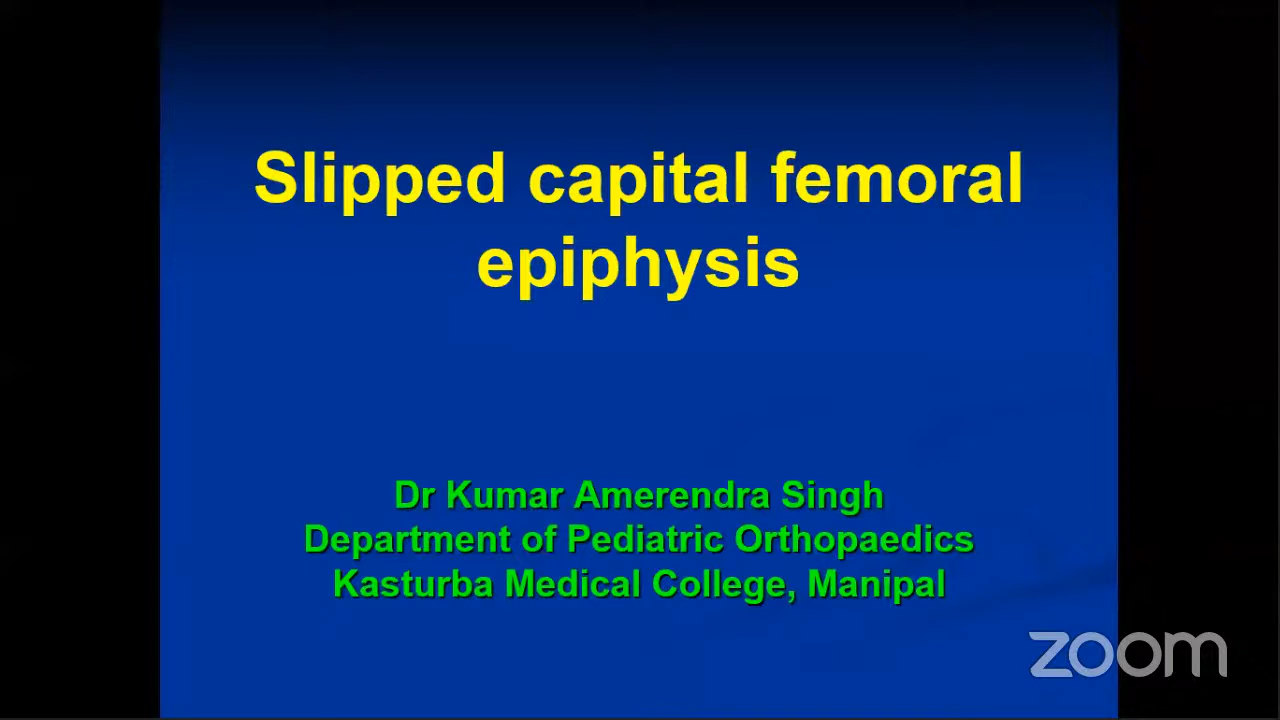 Slipped capital femoral
epiphysis
Dr Kumar Amerendra Singh
Department of Pediatric Orthopaedics
Kasturba Medical College, Manipal
zoom